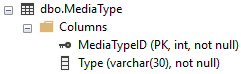 dbo.MediaType
Columns
MediaTypeID (PK, int, not null)
Type (varchar(30), not null)